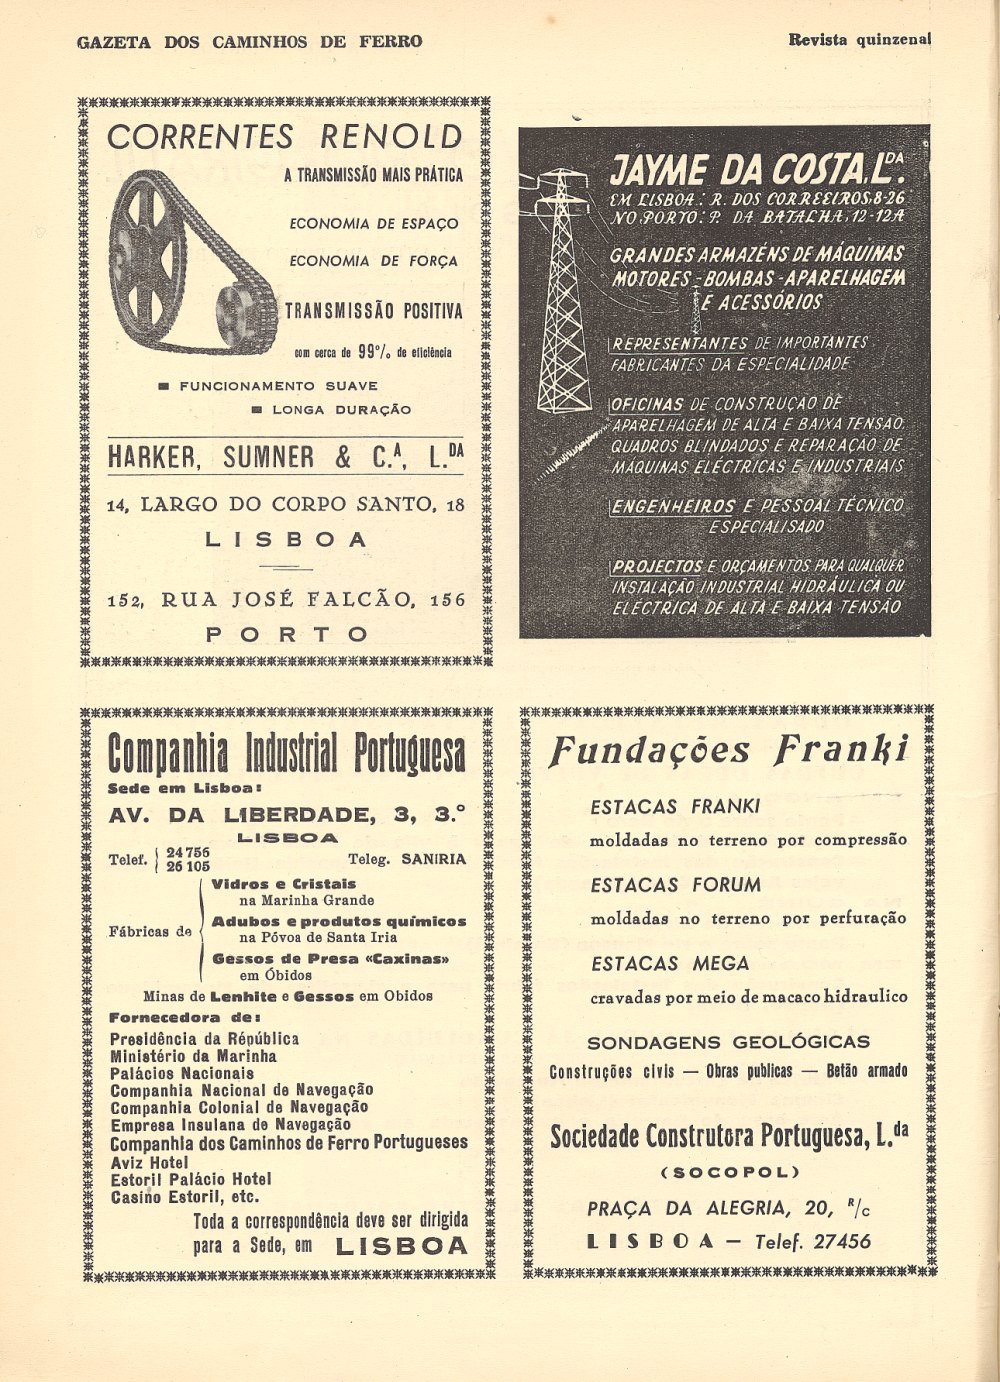 GAZETA DOS CAMINHOS DE FERRO
Revista quinzenal
CORRENTES RENOLD
A TRANSMISSÃO MAIS PRÁTICA
ECONOMIA DE ESPAÇO
ECONOMIA DE FORÇA
TRANSMISSÃO POSITIVA
com cerca de 99% de eficiência
■ FUNCIONAMENTO SUAVE
■ LONGA DURAÇÃO
HARKER, SUMNER & C.ᴬ, L.ᴰᴬ
14, LARGO DO CORPO SANTO, 18
LISBOA
152, RUA JOSÉ FALCÃO, 156
PORTO
JAYME DA COSTA, L.ᴰᴬ
EM LISBOA: R. DOS CORREEIROS, 8-26
NO PORTO: P. DA BATALHA, 12-12A
GRANDES ARMAZÉNS DE MÁQUINAS
MOTORES - BOMBAS - APARELHAGEM
E ACESSÓRIOS
REPRESENTANTES DE IMPORTANTES
FABRICANTES DA ESPECIALIDADE
OFICINAS DE CONSTRUÇÃO DE
APARELHAGEM DE ALTA E BAIXA TENSÃO.
QUADROS BLINDADOS E REPARAÇÃO DE
MÁQUINAS ELÉCTRICAS E INDUSTRIAIS
ENGENHEIROS E PESSOAL TÉCNICO
ESPECIALISADO
PROJECTOS E ORÇAMENTOS PARA QUALQUER
INSTALAÇÃO INDUSTRIAL HIDRÁULICA OU
ELÉCTRICA DE ALTA E BAIXA TENSÃO
Companhia Industrial Portuguesa
Sede em Lisboa:
AV. DA LIBERDADE, 3, 3.º
LISBOA
Telef. { 24 756
26 105
Teleg. SANIRIA
Fábricas de { Vidros e Cristais
na Marinha Grande
Adubos e produtos químicos
na Póvoa de Santa Iria
Gessos de Presa «Caxinas»
em Óbidos
Minas de Lenhite e Gessos em Obidos
Fornecedora de:
Presidência da Répública
Ministério da Marinha
Palácios Nacionais
Companhia Nacional de Navegação
Companhia Colonial de Navegação
Empresa Insulana de Navegação
Companhia dos Caminhos de Ferro Portugueses
Aviz Hotel
Estoril Palácio Hotel
Casino Estoril, etc.
Toda a correspondência deve ser dirigida
para a Sede, em LISBOA
Fundações Franki
ESTACAS FRANKI
moldadas no terreno por compressão
ESTACAS FORUM
moldadas no terreno por perfuração
ESTACAS MEGA
cravadas por meio de macaco hidraulico
SONDAGENS GEOLÓGICAS
Construções civis — Obras publicas — Betão armado
Sociedade Construtora Portuguesa, L.ᵈᵃ
(SOCOPOL)
PRAÇA DA ALEGRIA, 20, R/c
LISBOA — Telef. 27456